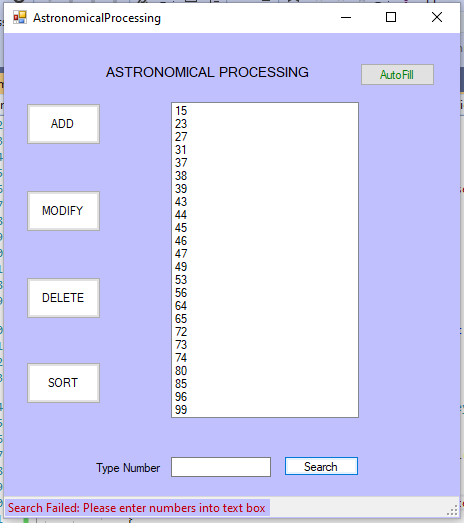 AstronomicalProcessing
ASTRONOMICAL PROCESSING
AutoFill
ADD
MODIFY
DELETE
SORT
15
23
27
31
37
38
39
43
44
45
46
47
49
53
56
64
65
72
73
74
80
85
96
99
Type Number
Search
Search Failed: Please enter numbers into text box